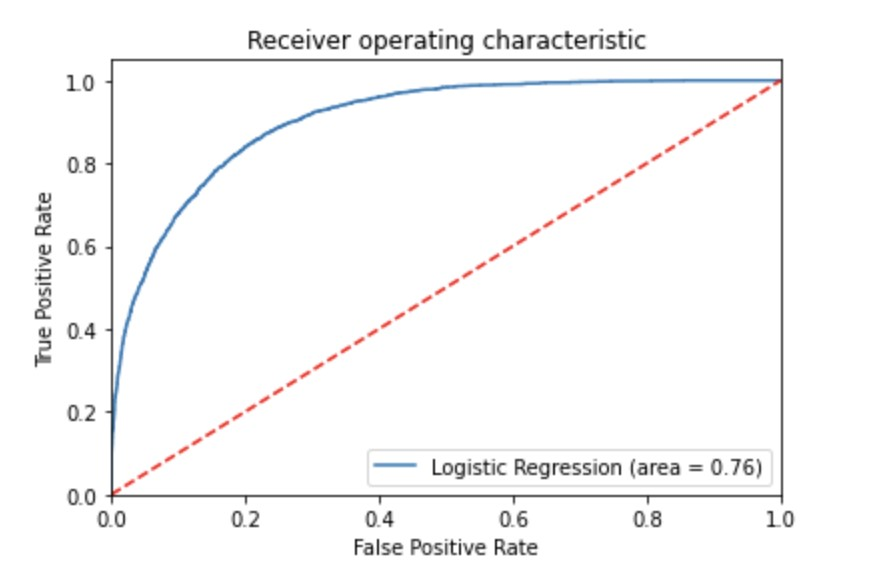 Receiver operating characteristic
1.0
0.8
0.6
0.4
0.2
0.0
True Positive Rate
Logistic Regression (area = 0.76)
0.0 0.2 0.4 0.6 0.8 1.0
False Positive Rate